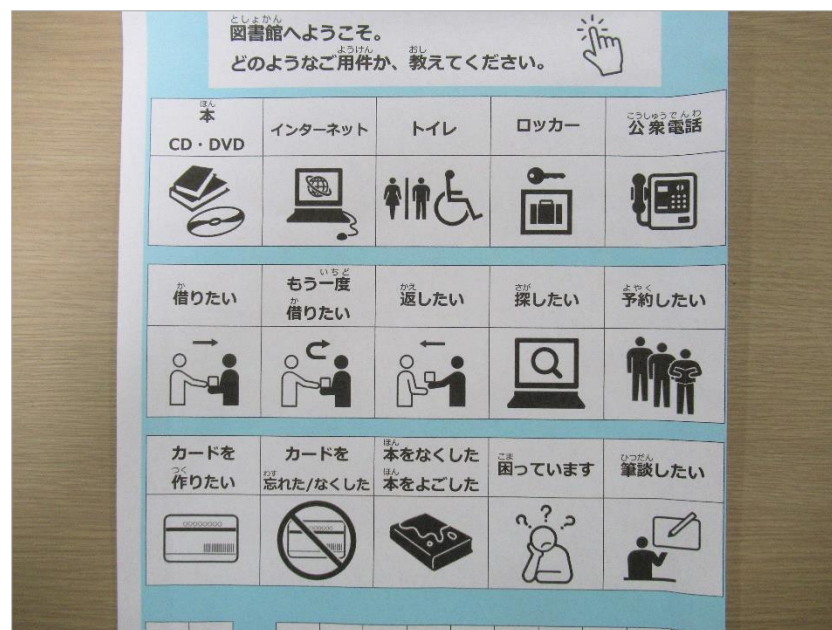 図書館へようこそ。
どのようなご用件か、教えてください。
本
CD・DVD
インターネット
トイレ
ロッカー
公衆電話
借りたい
もう一度
借りたい
返したい
探したい
予約したい
カードを
作りたい
カードを
忘れた/なくした
本をなくした
本をよごした
困っています
筆談したい